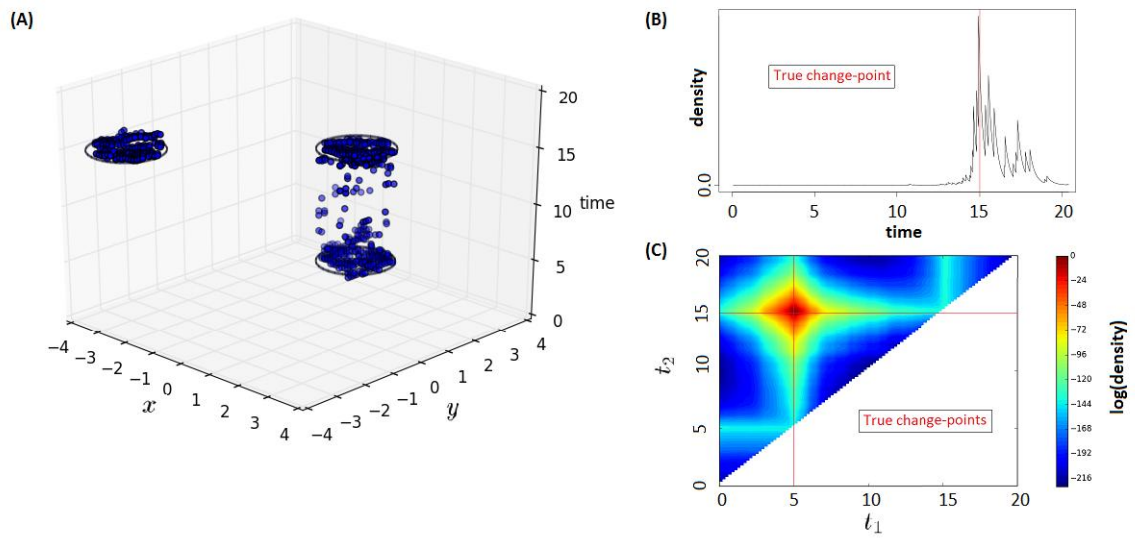 (A)
20
15
10
5
0
time
−4
−3
−2
−1
0
1
2
3
4
x
−4
−3
−2
−1
0
1
2
3
4
y
(B)
density
0.0
True change-point
0 5 10 15 20
time
(C)
t2
20
15
10
5
0
True change-points
0 5 10 15 20
t1
0
−24
−48
−72
−96
−120
−144
−168
−192
−216
log(density)